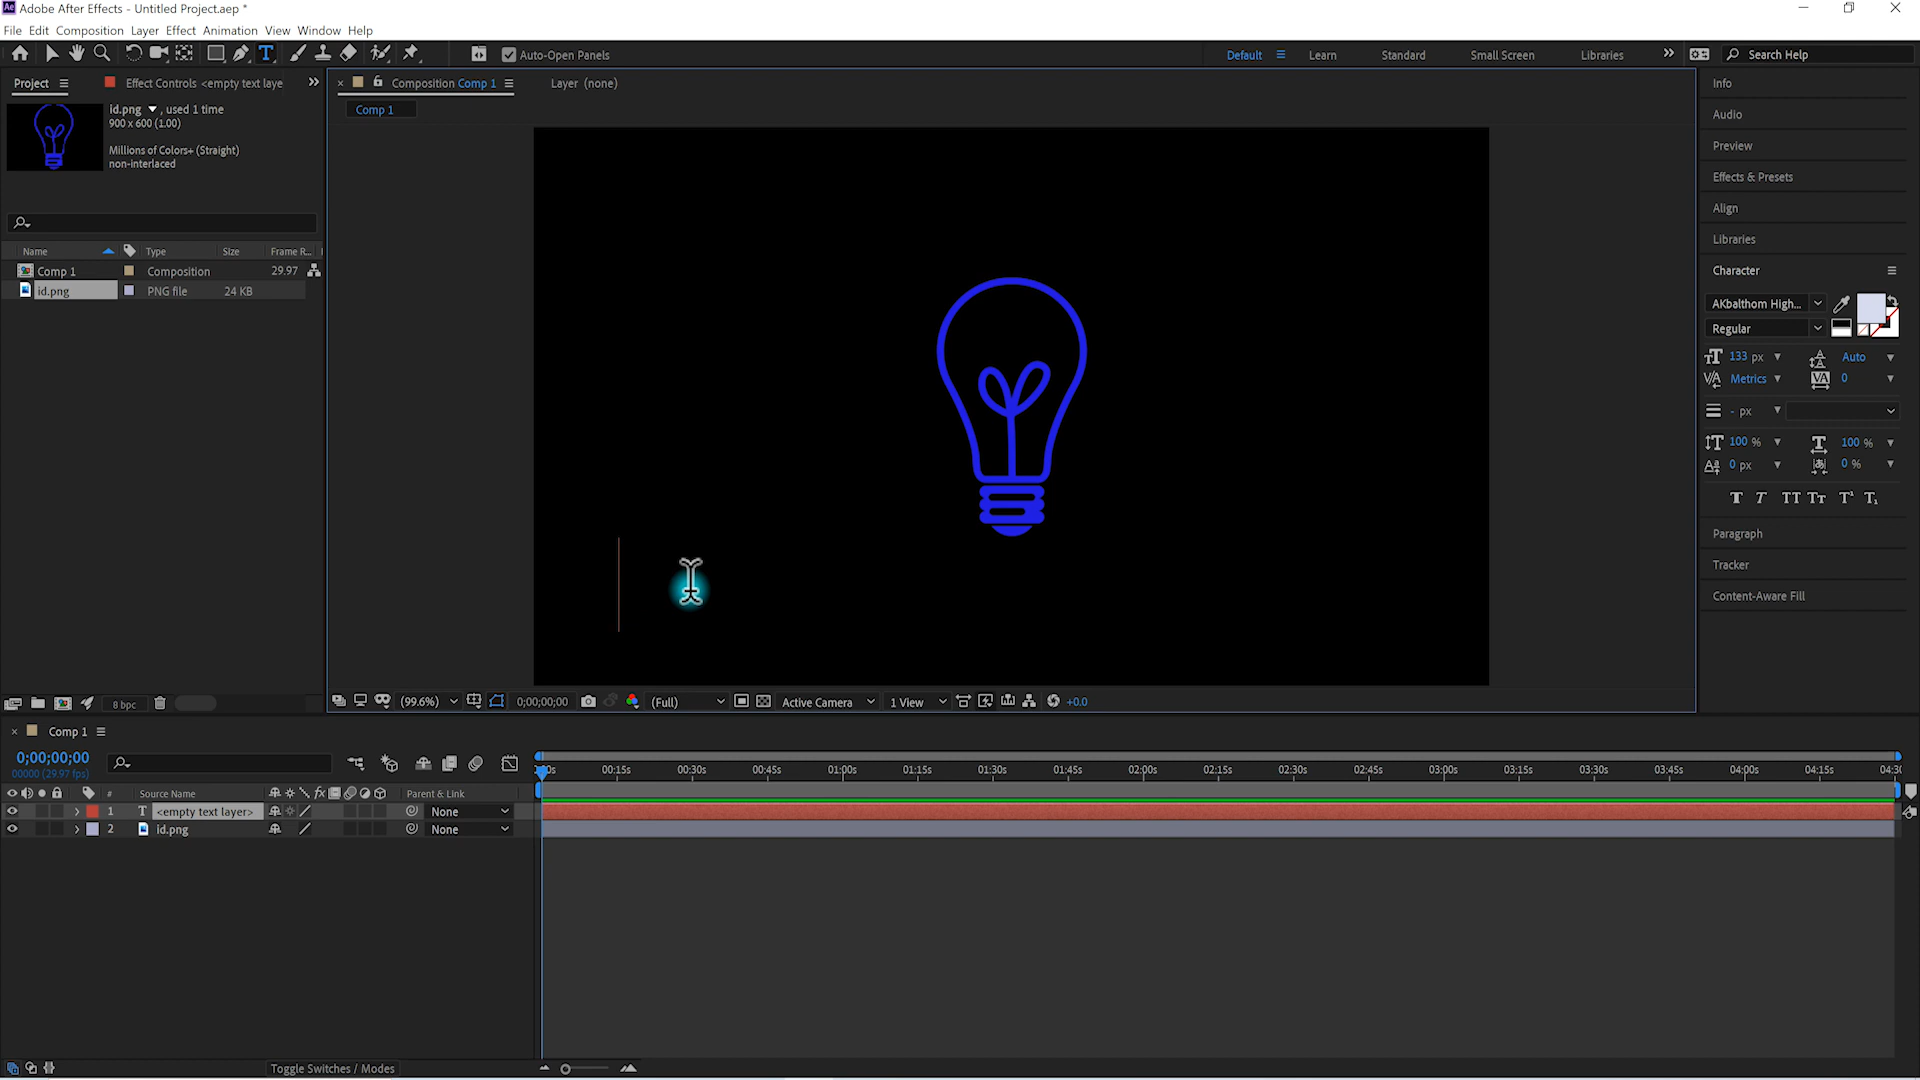 Ae Adobe After Effects - Untitled Project.aep *
File Edit Composition Layer Effect Animation View Window Help
T Auto-Open Panels Default Learn Standard Small Screen Libraries Search Help
Project Effect Controls <empty text laye Composition Comp 1 Layer (none)
Comp 1
id.png , used 1 time
900 x 600 (1.00)
Millions of Colors+ (Straight)
non-interlaced
Name Type Size Frame R...
Comp 1 Composition 29.97
id.png PNG file 24 KB
8 bpc
(99.6%) 0;00;00;00 (Full) Active Camera 1 View +0.0
Info
Audio
Preview
Effects & Presets
Align
Libraries
Character
AKbalthom High...
Regular
133 px Auto
Metrics 0
- px
100 % 100 %
0 px 0 %
T T TT Tт T¹ T₁
Paragraph
Tracker
Content-Aware Fill
Comp 1
0;00;00;00
00000 (29.97 fps)
00s 00:15s 00:30s 00:45s 01:00s 01:15s 01:30s 01:45s 02:00s 02:15s 02:30s 02:45s 03:00s 03:15s 03:30s 03:45s 04:00s 04:15s 04:30
# Source Name fx Parent & Link
1 T <empty text layer> None
2 id.png None
Toggle Switches / Modes